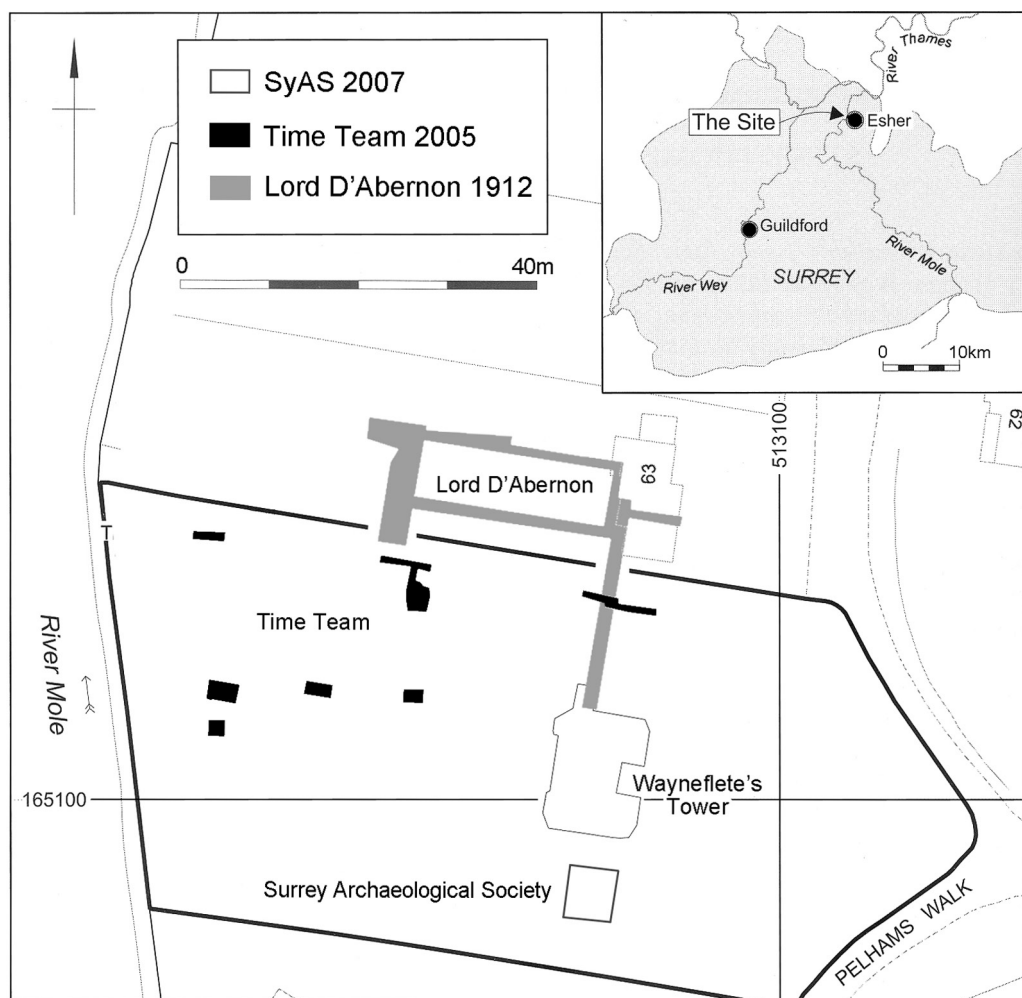 SyAS 2007
Time Team 2005
Lord D'Abernon 1912
0 40m
River Thames
The Site
Esher
Guildford
River Mole
River Wey
SURREY
0 10km
62
513100
63
Lord D'Abernon
T
Time Team
River Mole
Wayneflete's
Tower
165100
Surrey Archaeological Society
PELHAMS WALK